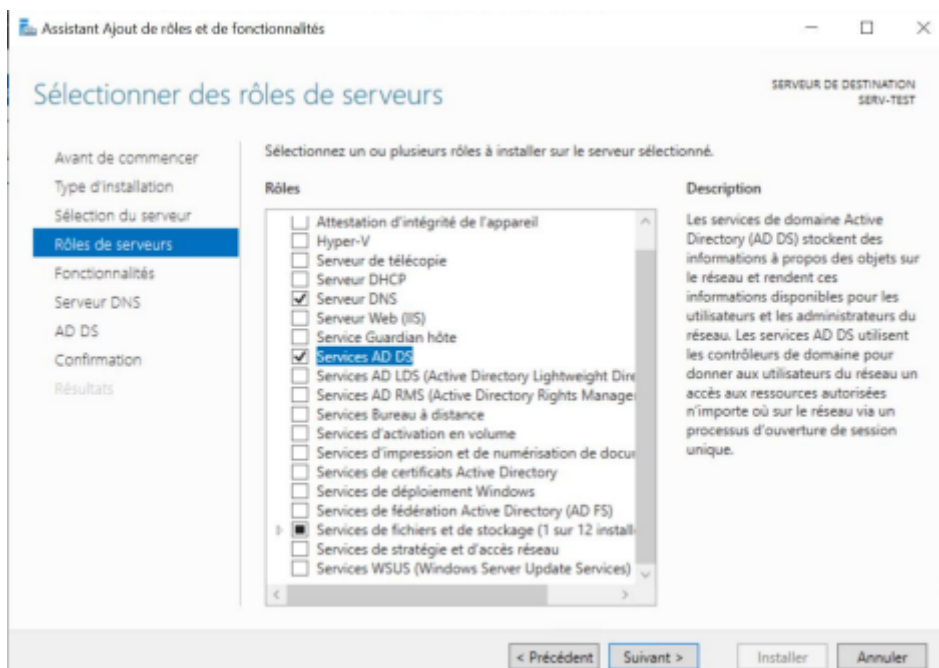 Assistant Ajout de rôles et de fonctionnalités
Sélectionner des rôles de serveurs
SERVEUR DE DESTINATION
SERV-TEST
Avant de commencer
Type d'installation
Sélection du serveur
Rôles de serveurs
Fonctionnalités
Serveur DNS
AD DS
Confirmation
Résultats
Sélectionnez un ou plusieurs rôles à installer sur le serveur sélectionné.
Rôles
Attestation d'intégrité de l'appareil
Hyper-V
Serveur de télécopie
Serveur DHCP
Serveur DNS
Serveur Web (IIS)
Service Guardian hôte
Services AD DS
Services AD LDS (Active Directory Lightweight Dire
Services AD RMS (Active Directory Rights Manage
Services Bureau à distance
Services d'activation en volume
Services d'impression et de numérisation de docu
Services de certificats Active Directory
Services de déploiement Windows
Services de fédération Active Directory (AD FS)
Services de fichiers et de stockage (1 sur 12 install
Services de stratégie et d'accès réseau
Services WSUS (Windows Server Update Services)
Description
Les services de domaine Active
Directory (AD DS) stockent des
informations à propos des objets sur
le réseau et rendent ces
informations disponibles pour les
utilisateurs et les administrateurs du
réseau. Les services AD DS utilisent
les contrôleurs de domaine pour
donner aux utilisateurs du réseau un
accès aux ressources autorisées
n'importe où sur le réseau via un
processus d'ouverture de session
unique.
< Précédent
Suivant >
Installer
Annuler